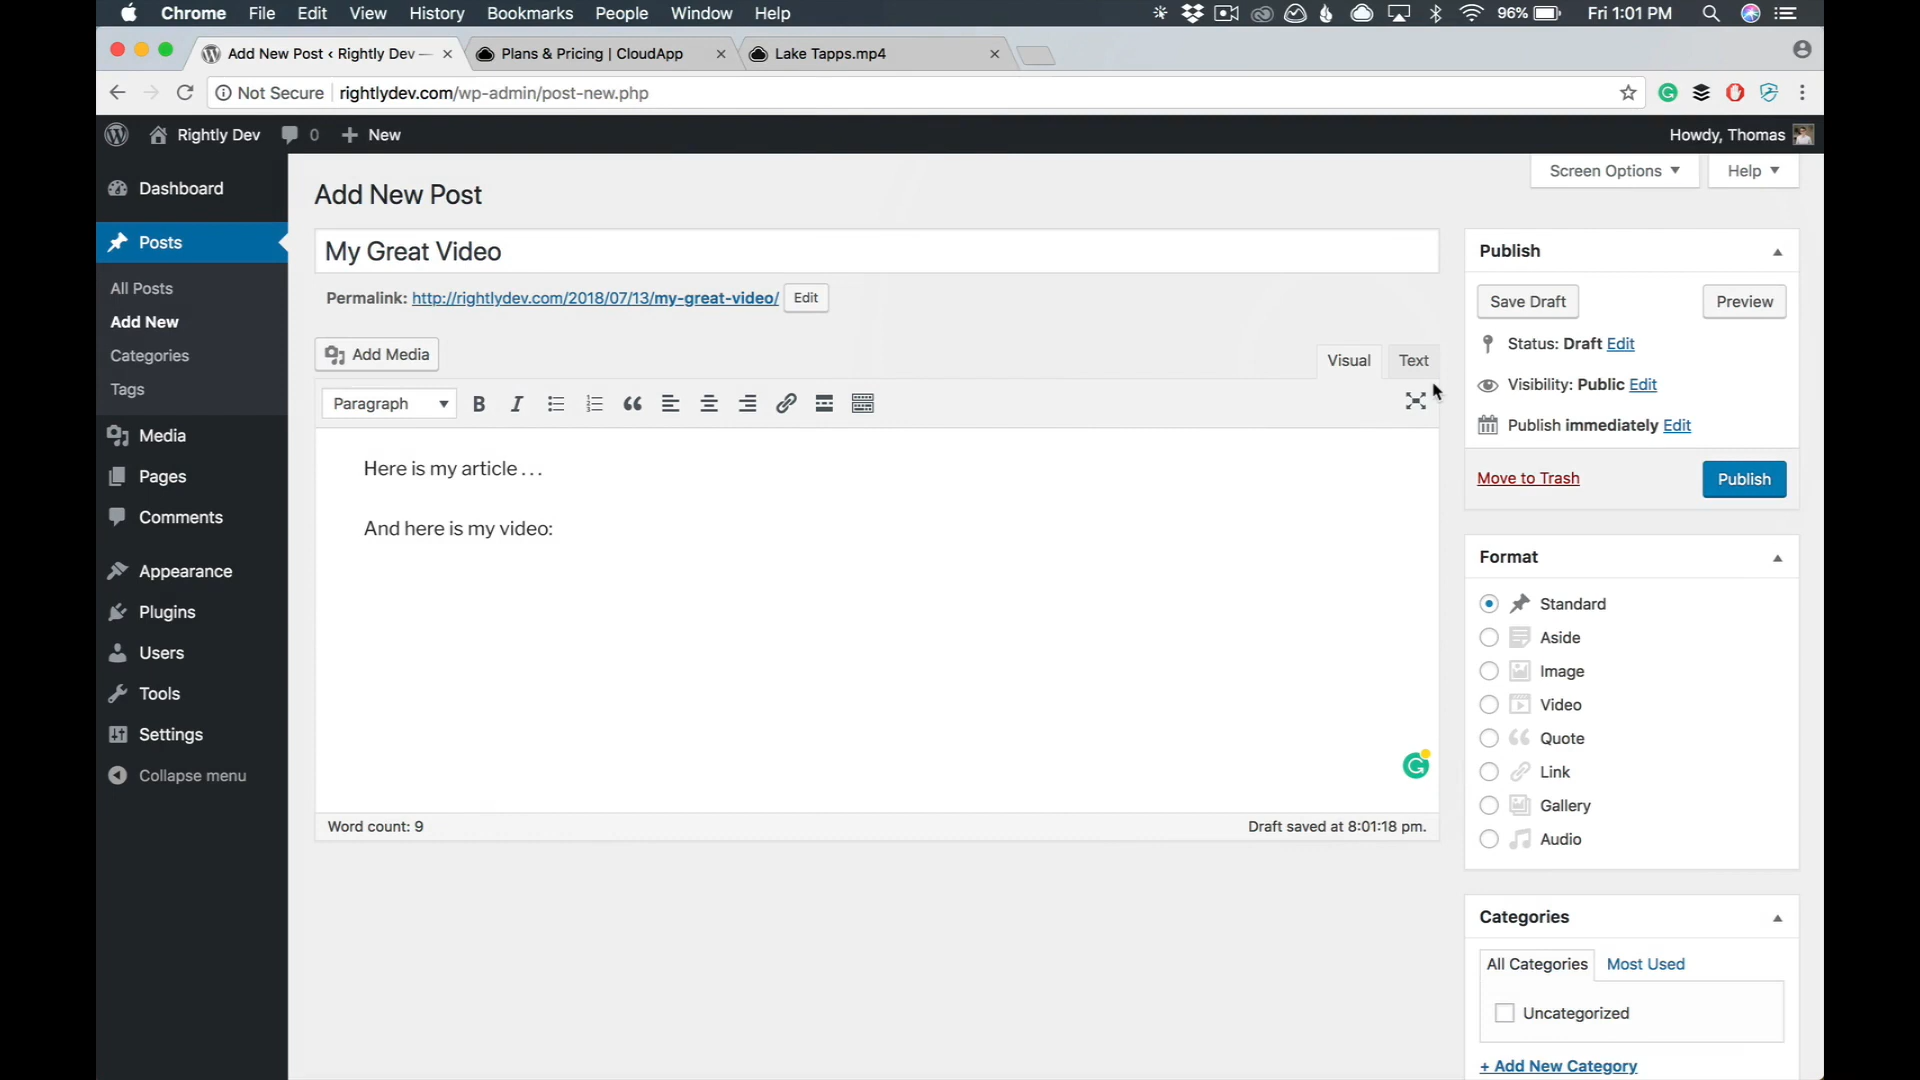 Chrome File Edit View History Bookmarks People Window Help 96% Fri 1:01 PM
Add New Post ‹ Rightly Dev — Plans & Pricing | CloudApp Lake Tapps.mp4
Not Secure rightlydev.com/wp-admin/post-new.php
Rightly Dev 0 New Howdy, Thomas
Screen Options Help
Dashboard
Posts
All Posts
Add New
Categories
Tags
Media
Pages
Comments
Appearance
Plugins
Users
Tools
Settings
Collapse menu
Add New Post
My Great Video
Permalink: http://rightlydev.com/2018/07/13/my-great-video/ Edit
Add Media Visual Text
Paragraph B I
Here is my article . . .
And here is my video:
Word count: 9 Draft saved at 8:01:18 pm.
Publish
Save Draft Preview
Status: Draft Edit
Visibility: Public Edit
Publish immediately Edit
Move to Trash Publish
Format
Standard
Aside
Image
Video
Quote
Link
Gallery
Audio
Categories
All Categories Most Used
Uncategorized
+ Add New Category